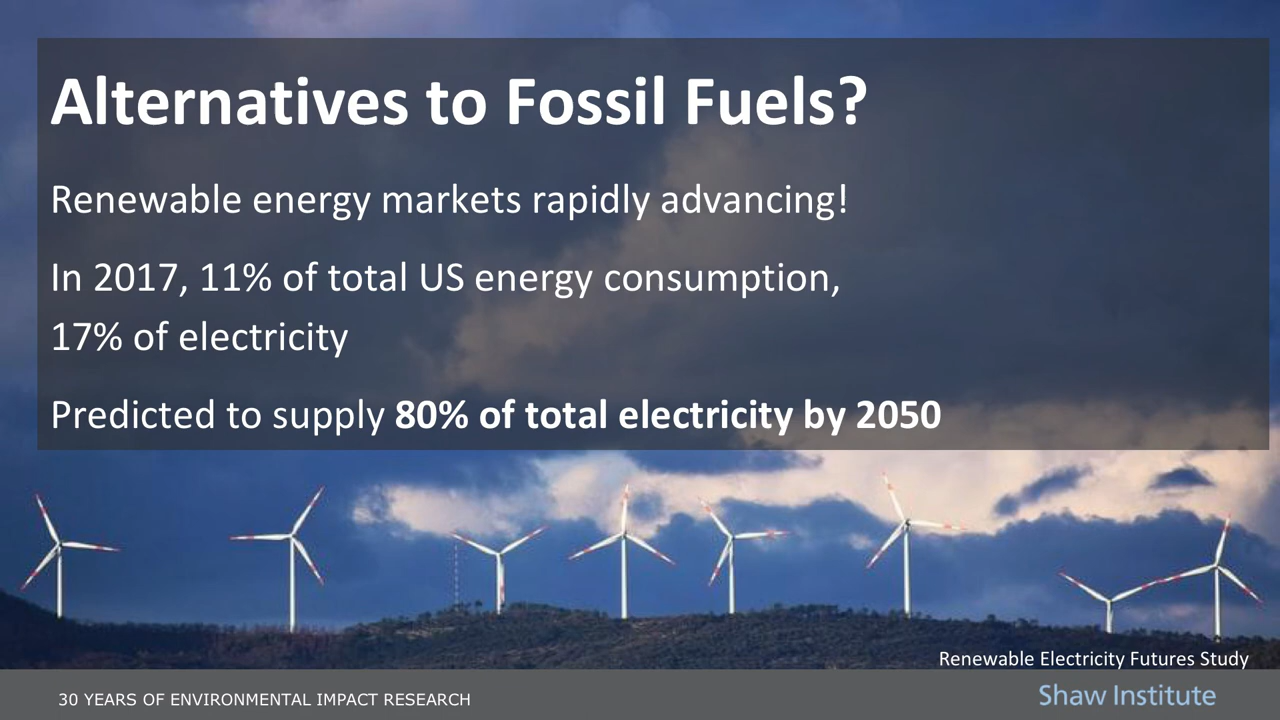 Alternatives to Fossil Fuels?
Renewable energy markets rapidly advancing!
In 2017, 11% of total US energy consumption,
17% of electricity
Predicted to supply 80% of total electricity by 2050
Renewable Electricity Futures Study
30 YEARS OF ENVIRONMENTAL IMPACT RESEARCH
Shaw Institute